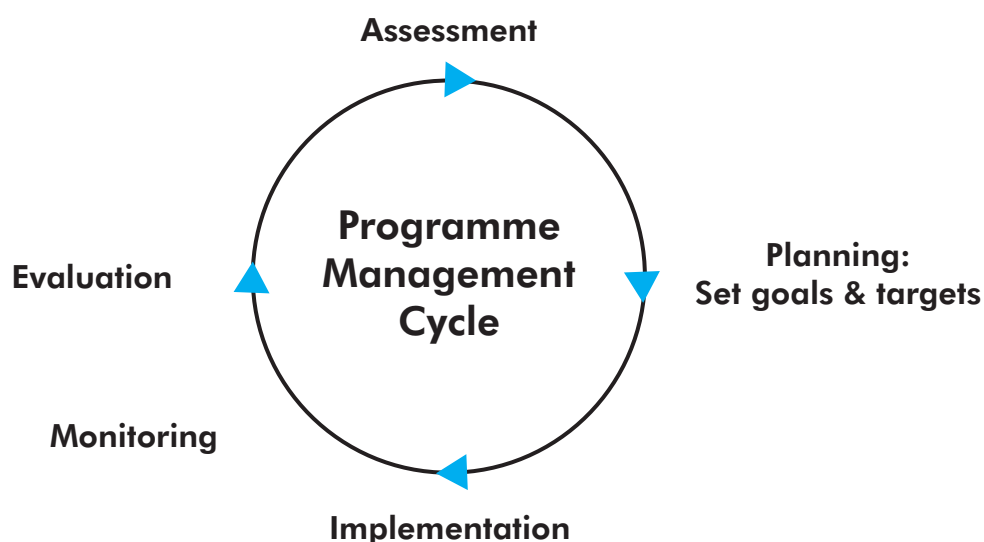 Assessment
Programme
Management
Cycle
Planning:
Set goals & targets
Evaluation
Monitoring
Implementation